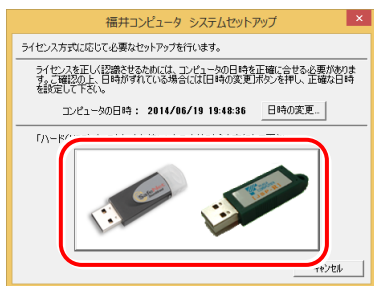 福井コンピュータ システムセットアップ
ライセンス方式に応じて必要なセットアップを行います。
ライセンスを正しく認識させるためには、コンピュータの日時を正確に合せる必要がありま
す。ご確認の上、日時がずれている場合には[日時の変更]ボタンを押し、正確な日時
を設定して下さい。
コンピュータの日時： 2014/06/19 19:48:36 日時の変更...
「ハード
キャンセル